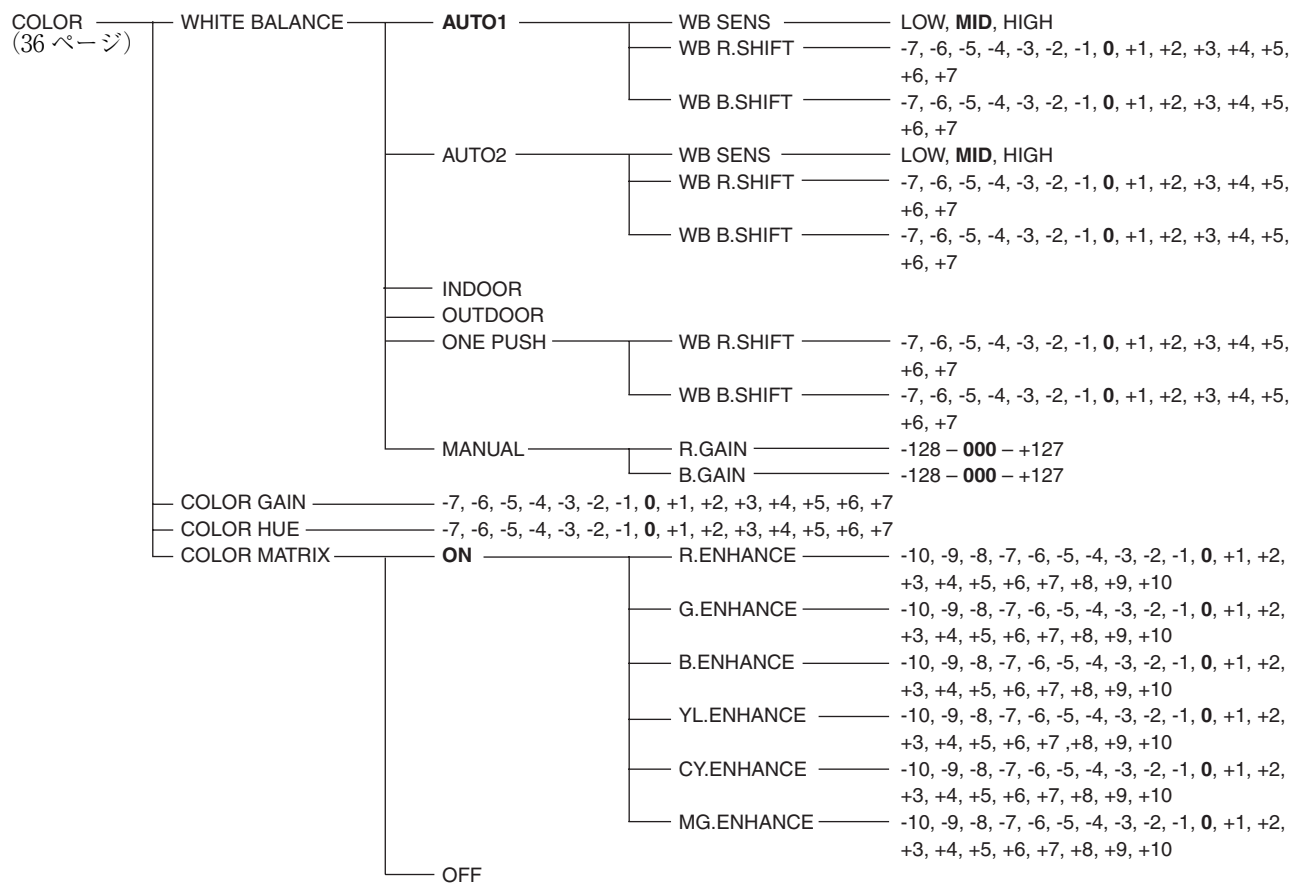 COLOR WHITE BALANCE AUTO1 WB SENS LOW, MID, HIGH
(36 ページ) WB R.SHIFT -7, -6, -5, -4, -3, -2, -1, 0, +1, +2, +3, +4, +5,
+6, +7
WB B.SHIFT -7, -6, -5, -4, -3, -2, -1, 0, +1, +2, +3, +4, +5,
+6, +7
AUTO2 WB SENS LOW, MID, HIGH
WB R.SHIFT -7, -6, -5, -4, -3, -2, -1, 0, +1, +2, +3, +4, +5,
+6, +7
WB B.SHIFT -7, -6, -5, -4, -3, -2, -1, 0, +1, +2, +3, +4, +5,
+6, +7
INDOOR
OUTDOOR
ONE PUSH WB R.SHIFT -7, -6, -5, -4, -3, -2, -1, 0, +1, +2, +3, +4, +5,
+6, +7
WB B.SHIFT -7, -6, -5, -4, -3, -2, -1, 0, +1, +2, +3, +4, +5,
+6, +7
MANUAL R.GAIN -128 – 000 – +127
B.GAIN -128 – 000 – +127
COLOR GAIN -7, -6, -5, -4, -3, -2, -1, 0, +1, +2, +3, +4, +5, +6, +7
COLOR HUE -7, -6, -5, -4, -3, -2, -1, 0, +1, +2, +3, +4, +5, +6, +7
COLOR MATRIX ON R.ENHANCE -10, -9, -8, -7, -6, -5, -4, -3, -2, -1, 0, +1, +2,
+3, +4, +5, +6, +7, +8, +9, +10
G.ENHANCE -10, -9, -8, -7, -6, -5, -4, -3, -2, -1, 0, +1, +2,
+3, +4, +5, +6, +7, +8, +9, +10
B.ENHANCE -10, -9, -8, -7, -6, -5, -4, -3, -2, -1, 0, +1, +2,
+3, +4, +5, +6, +7, +8, +9, +10
YL.ENHANCE -10, -9, -8, -7, -6, -5, -4, -3, -2, -1, 0, +1, +2,
+3, +4, +5, +6, +7 ,+8, +9, +10
CY.ENHANCE -10, -9, -8, -7, -6, -5, -4, -3, -2, -1, 0, +1, +2,
+3, +4, +5, +6, +7, +8, +9, +10
MG.ENHANCE -10, -9, -8, -7, -6, -5, -4, -3, -2, -1, 0, +1, +2,
+3, +4, +5, +6, +7, +8, +9, +10
OFF